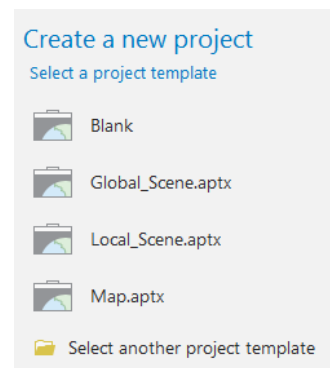 Create a new project
Select a project template
Blank
Global_Scene.aptx
Local_Scene.aptx
Map.aptx
Select another project template